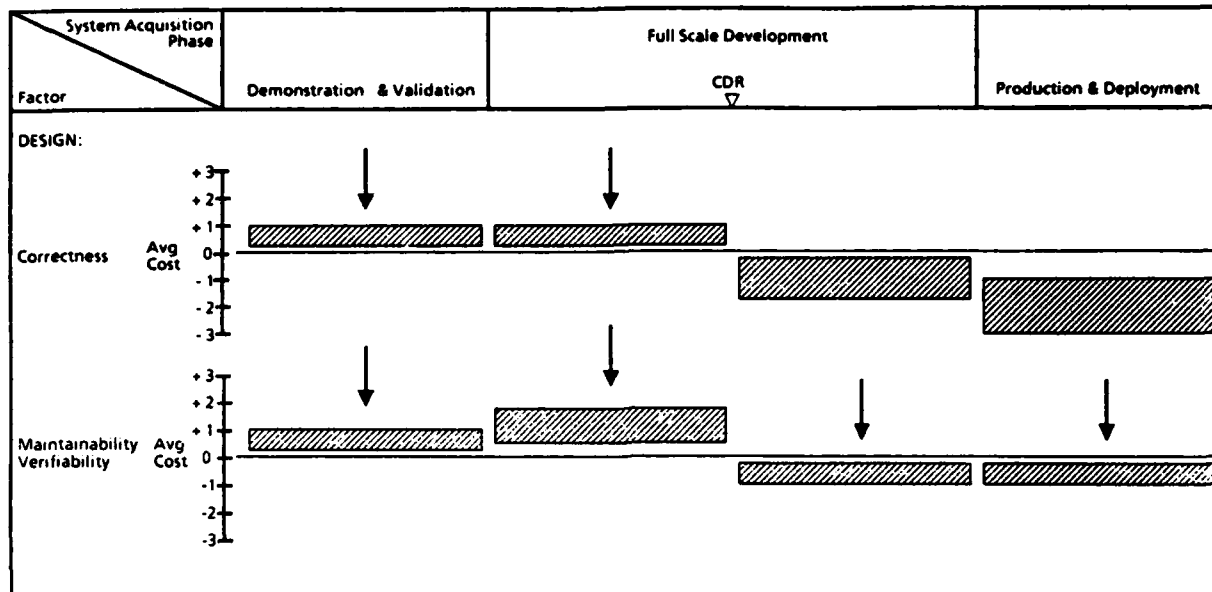 System Acquisition
Phase
Factor
Demonstration & Validation
Full Scale Development
CDR
Production & Deployment
DESIGN:
Correctness
Avg
Cost
+ 3
+ 2
+ 1
0
- 1
- 2
- 3
Maintainability
Verifiability
Avg
Cost
+ 3
+ 2
+ 1
0
-1
-2
-3